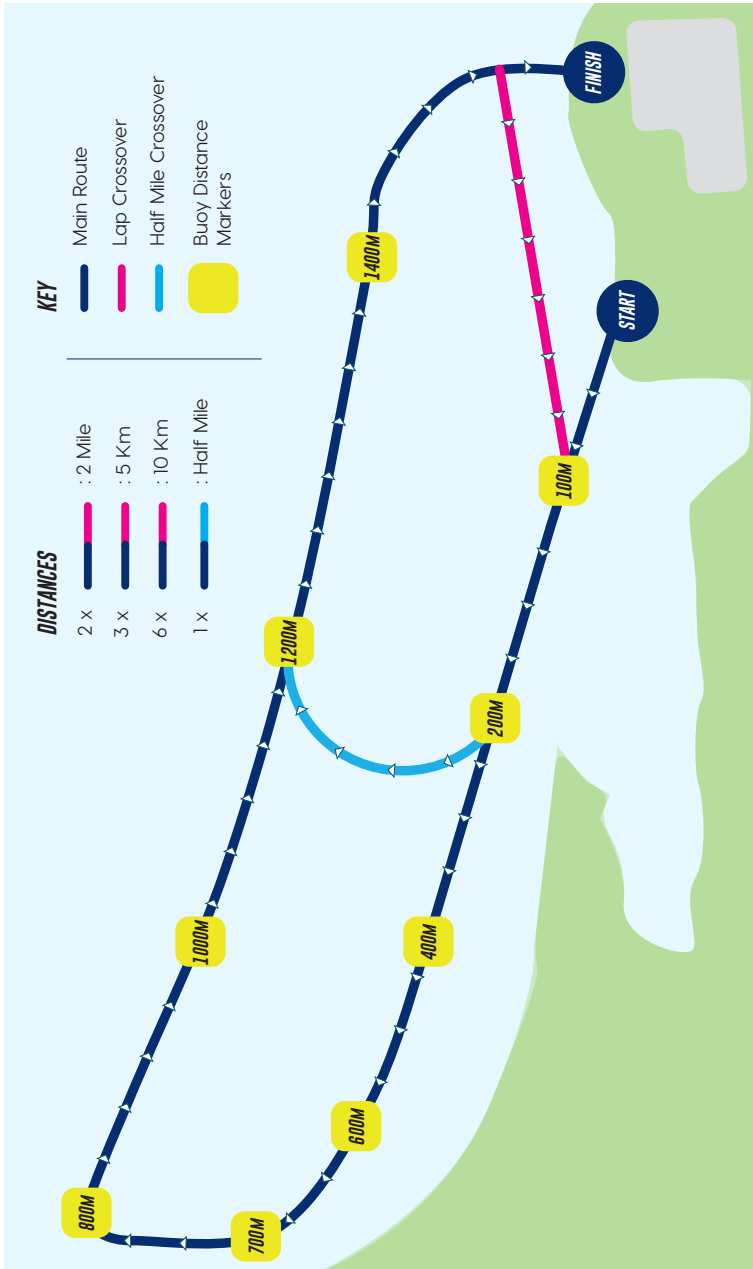 DISTANCES
2 x : 2 Mile
3 x : 5 Km
6 x : 10 Km
1 x : Half Mile
KEY
Main Route
Lap Crossover
Half Mile Crossover
Buoy Distance
Markers
800M
1000M
1200M
1400M
700M
600M
400M
200M
100M
START
FINISH